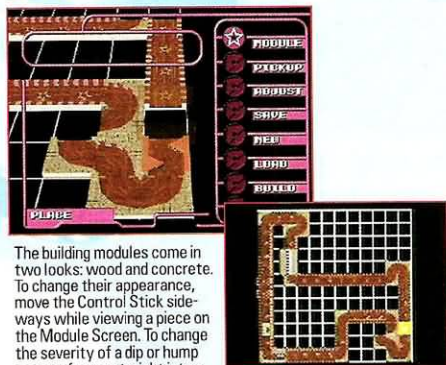 MODULE
PICKUP
ADJUST
SAVE
NEW
LOAD
BUILD
PLACE
The building modules come in
two looks: wood and concrete.
To change their appearance,
move the Control Stick side-
ways while viewing a piece on
the Module Screen. To change
the severity of a dip or hump